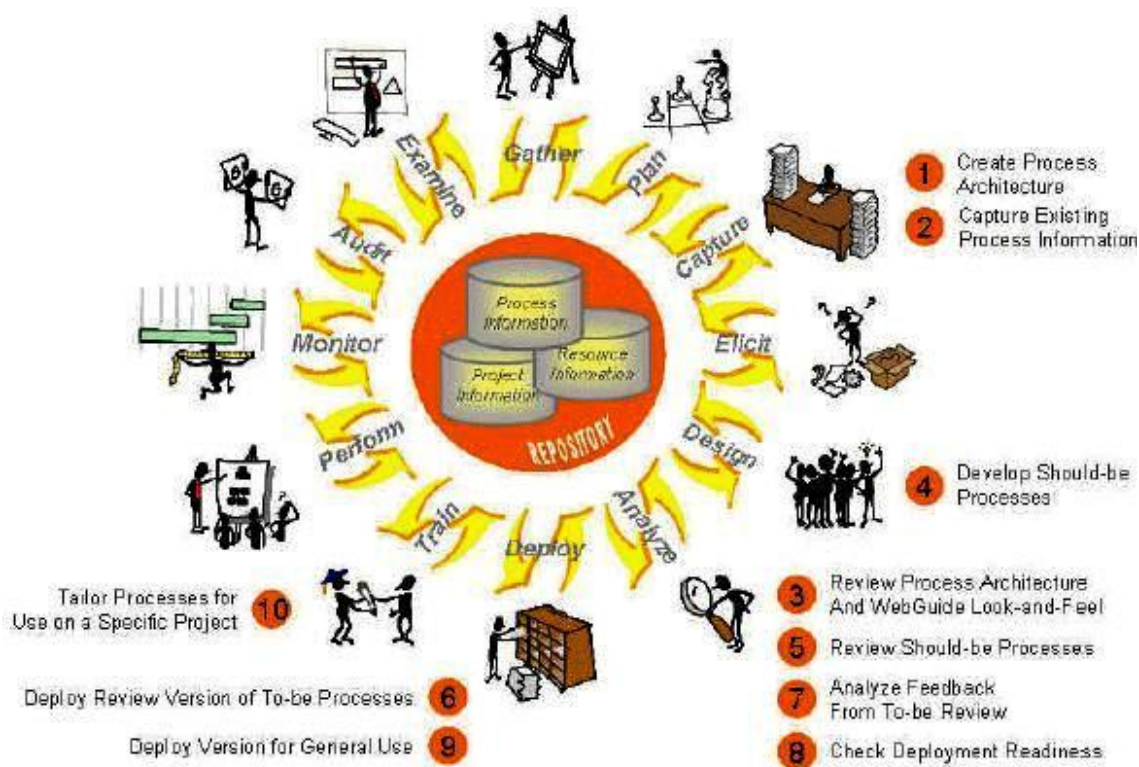 Gather
Examine
Plan
Audit
Capture
1
Create Process
Architecture
2
Capture Existing
Process Information
Process
Information
Monitor
Elicit
Resource
Information
Project
Information
REPOSITORY
Perform
Design
4
Develop Should-be
Processes
Train
Deploy
Analyze
3
Review Process Architecture
And WebGuide Look-and-Feel
Tailor Processes for
Use on a Specific Project
10
5
Review Should-be Processes
Deploy Review Version of To-be Processes
6
7
Analyze Feedback
From To-be Review
Deploy Version for General Use
9
8
Check Deployment Readiness